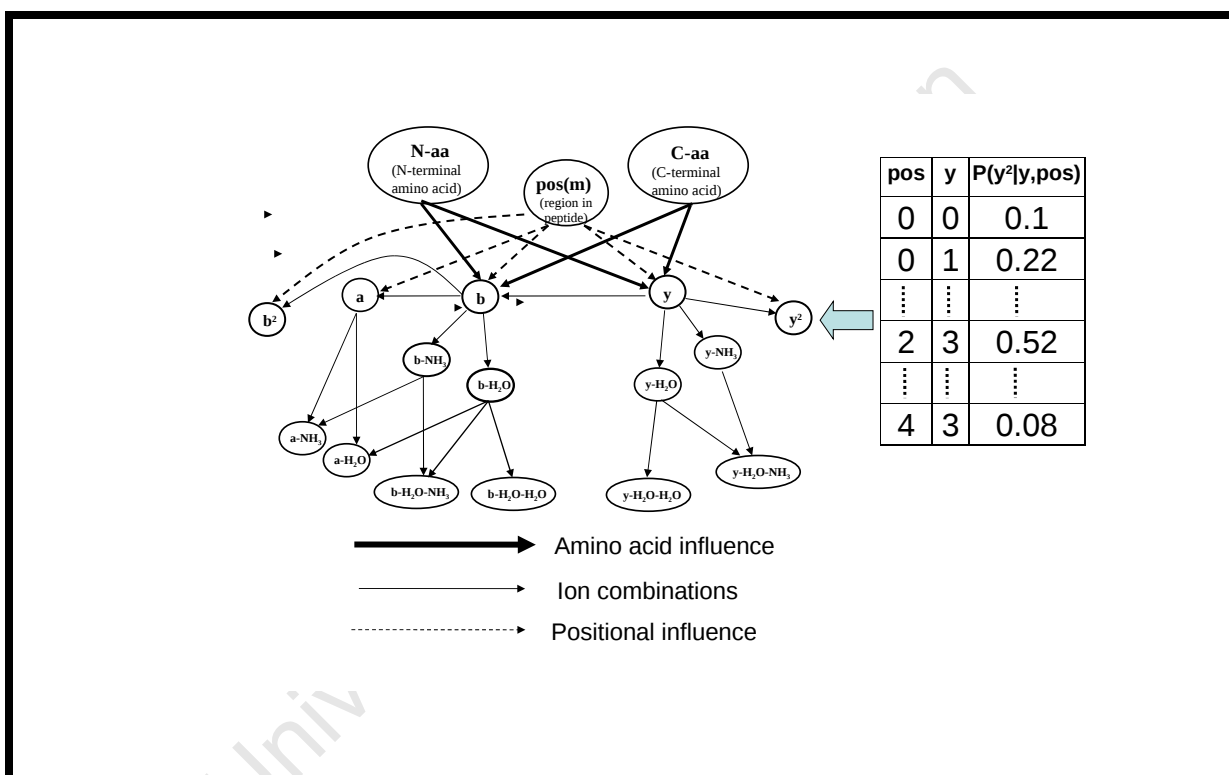 N-aa
(N-terminal
amino acid)
pos(m)
(region in
peptide)
C-aa
(C-terminal
amino acid)
b²
a
b
y
y²
b-NH₃
b-H₂O
y-H₂O
y-NH₃
a-NH₃
a-H₂O
b-H₂O-NH₃
b-H₂O-H₂O
y-H₂O-H₂O
y-H₂O-NH₃
pos y P(y²|y,pos)
0 0 0.1
0 1 0.22
2 3 0.52
4 3 0.08
Amino acid influence
Ion combinations
Positional influence
Univ
n